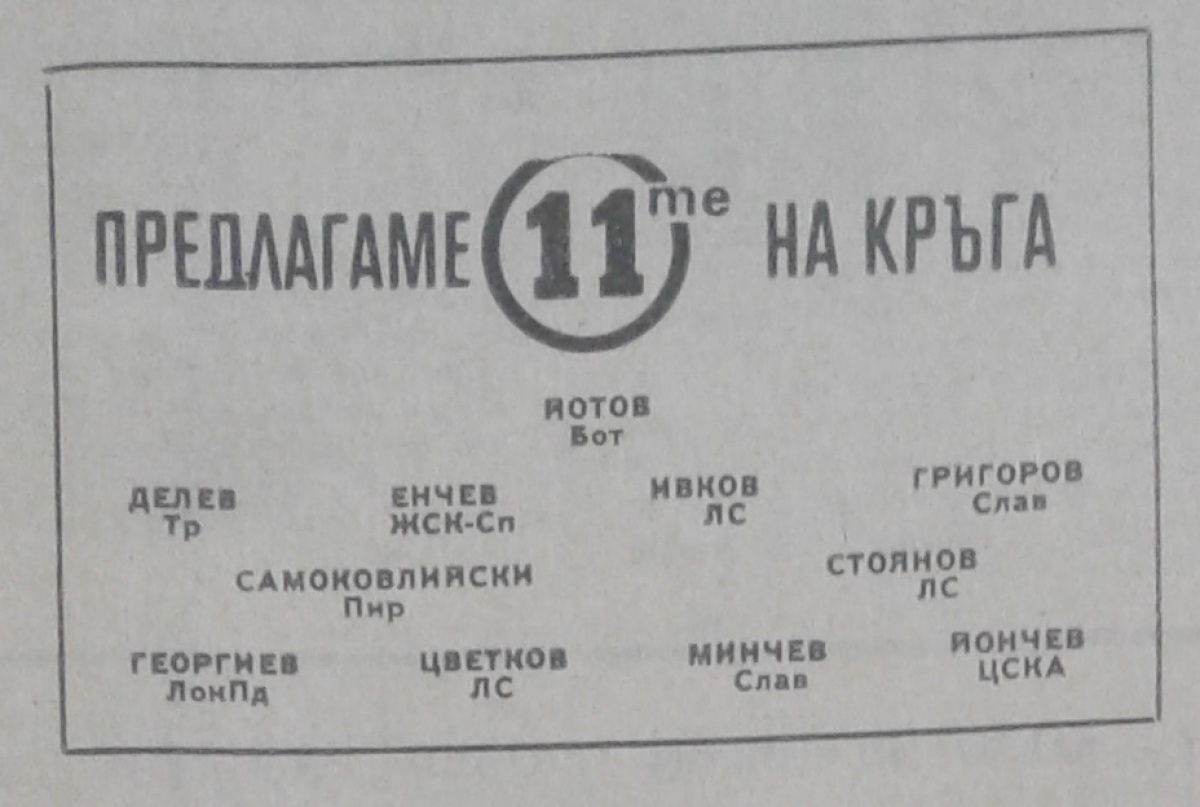 ПРЕДЛАГАМЕ 11те НА КРЪГА
ЙОТОВ
Бот
ДЕЛЕВ ЕНЧЕВ ИВКОВ ГРИГОРОВ
Тр ЖСК-Сп ЛС Слав
САМОКОВЛИЙСКИ СТОЯНОВ
Пир ЛС
ГЕОРГИЕВ ЦВЕТКОВ МИНЧЕВ ЙОНЧЕВ
ЛокПд ЛС Слав ЦСКА